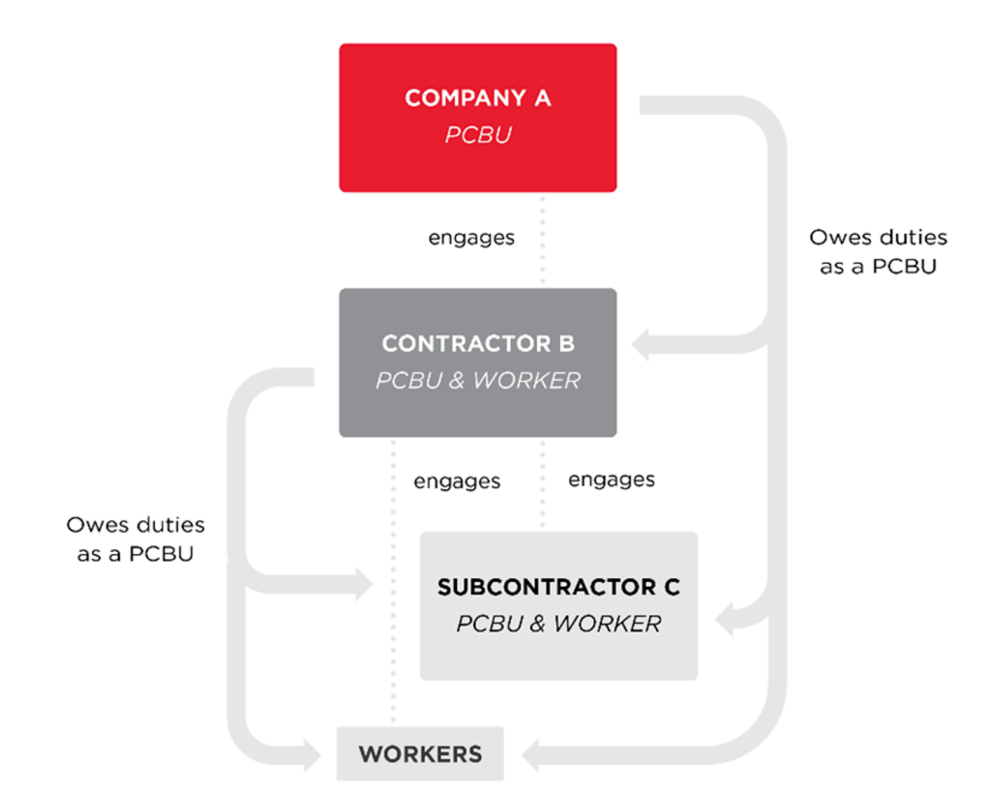 COMPANY A
PCBU
engages
Owes duties
as a PCBU
CONTRACTOR B
PCBU & WORKER
engages
engages
Owes duties
as a PCBU
SUBCONTRACTOR C
PCBU & WORKER
WORKERS